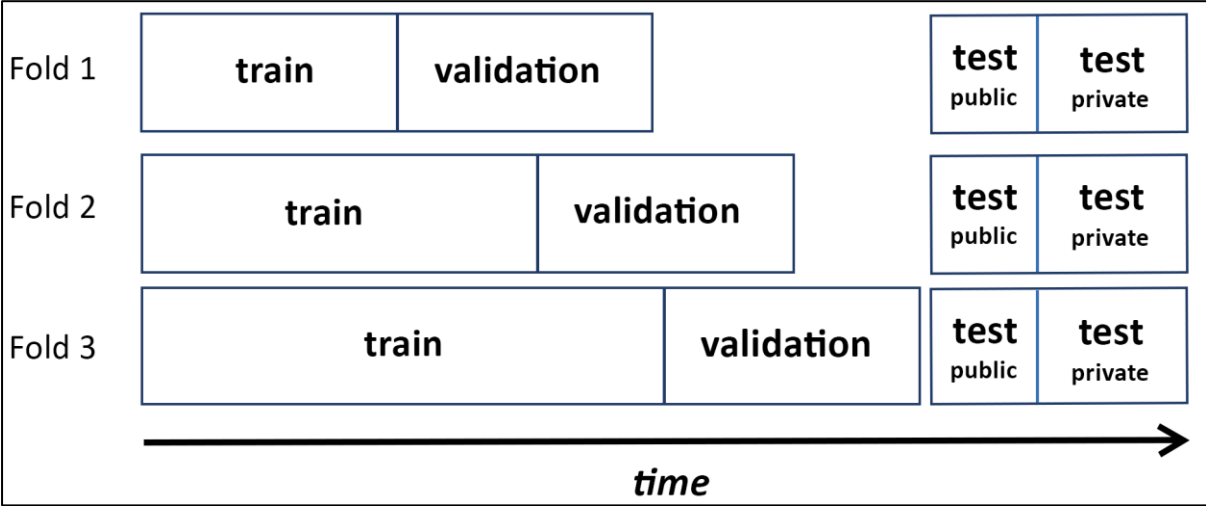 Fold 1
train
validation
test
public
test
private
Fold 2
train
validation
test
public
test
private
Fold 3
train
validation
test
public
test
private
time